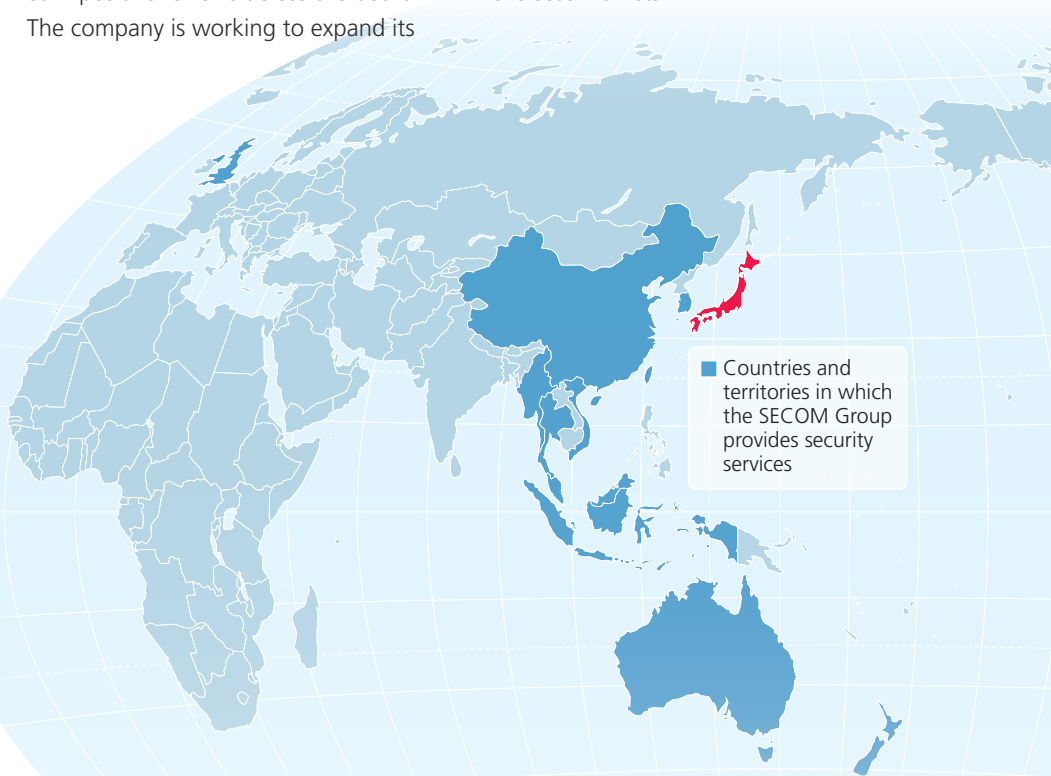 The company is working to expand its
Countries and
territories in which
the SECOM Group
provides security
services